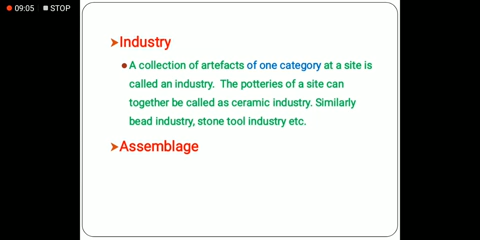 09:05 STOP
➢Industry
●A collection of artefacts of one category at a site is
called an industry. The potteries of a site can
together be called as ceramic industry. Similarly
bead industry, stone tool industry etc.
➢Assemblage